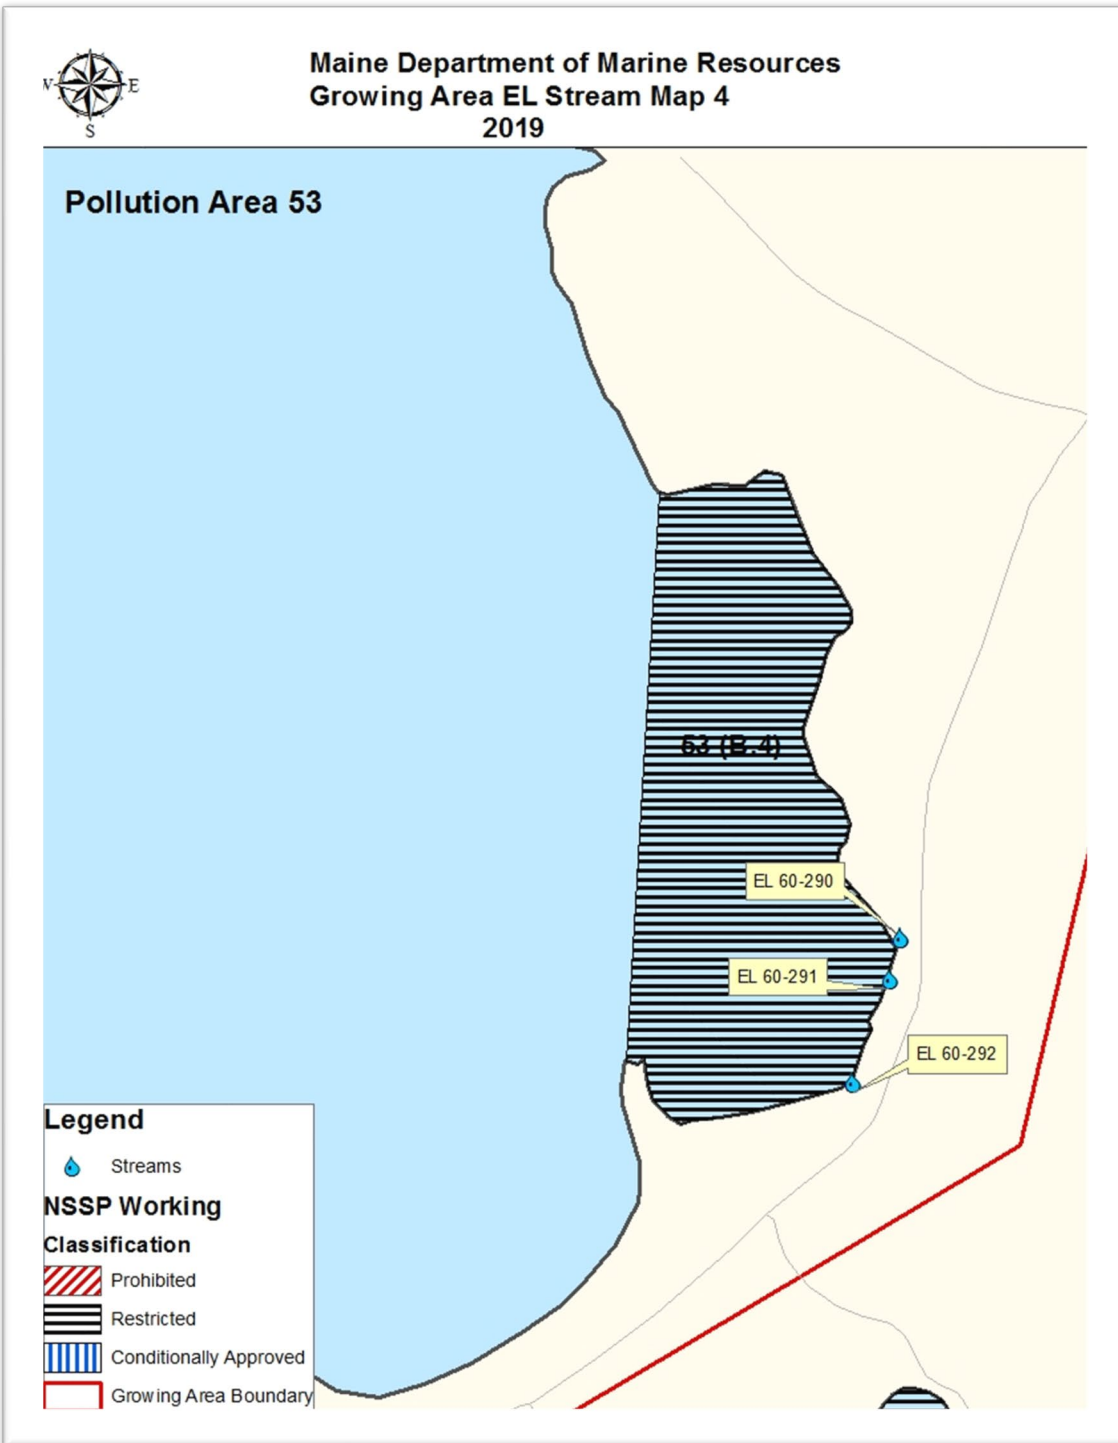 Maine Department of Marine Resources
Growing Area EL Stream Map 4
2019
E
S
Pollution Area 53
53 (B.4)
EL 60-290
EL 60-291
EL 60-292
Legend
Streams
NSSP Working
Classification
Prohibited
Restricted
Conditionally Approved
Growing Area Boundary